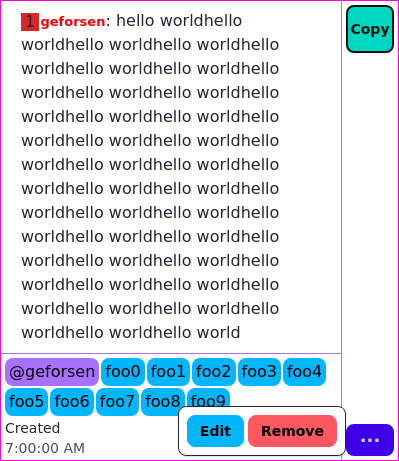 1 geforsen: hello worldhello
worldhello worldhello worldhello
worldhello worldhello worldhello
worldhello worldhello worldhello
worldhello worldhello worldhello
worldhello worldhello worldhello
worldhello worldhello worldhello
worldhello worldhello worldhello
worldhello worldhello worldhello
worldhello worldhello worldhello
worldhello worldhello worldhello
worldhello worldhello worldhello
worldhello worldhello worldhello
worldhello worldhello world
Copy
@geforsen foo0 foo1 foo2 foo3 foo4
foo5 foo6 foo7 foo8 foo9
Created
7:00:00 AM
Edit Remove
...